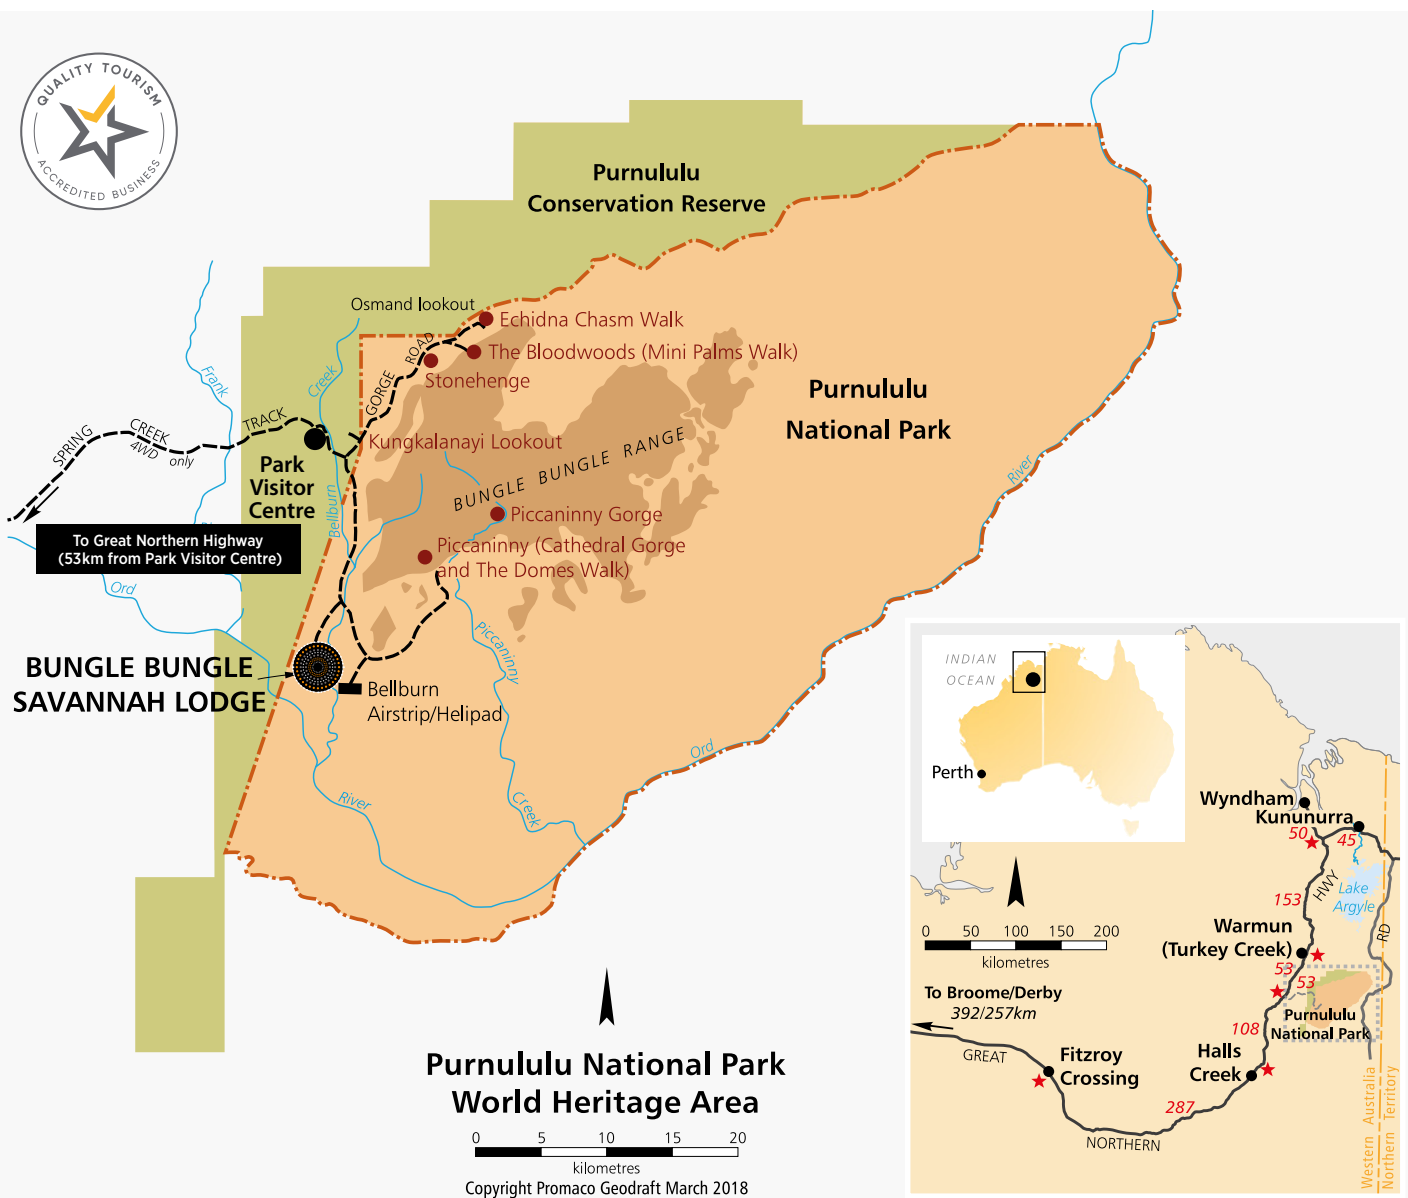 QUALITY TOURISM
ACCREDITED BUSINESS
Purnululu
Conservation Reserve
Osmand lookout
Echidna Chasm Walk
The Bloodwoods (Mini Palms Walk)
Stonehenge
GORGE ROAD
Kungkalanayi Lookout
Purnululu
National Park
Frank
Creek
Bellburn
SPRING CREEK TRACK
4WD only
Park
Visitor
Centre
BUNGLE BUNGLE RANGE
River
Piccaninny Gorge
Piccaninny (Cathedral Gorge
and The Domes Walk)
To Great Northern Highway
(53km from Park Visitor Centre)
Ord
Piccaninny
BUNGLE BUNGLE
SAVANNAH LODGE
Bellburn
Airstrip/Helipad
Ord
River
Creek
Purnululu National Park
World Heritage Area
0 5 10 15 20
kilometres
Copyright Promaco Geodraft March 2018
INDIAN
OCEAN
Perth
Wyndham
Kununurra
50
45
HWY
153
Lake
Argyle
0 50 100 150 200
kilometres
Warmun
(Turkey Creek)
RD
53
53
To Broome/Derby
392/257km
Purnululu
National Park
108
GREAT
Fitzroy
Crossing
Halls
Creek
287
NORTHERN
Western Australia
Northern Territory